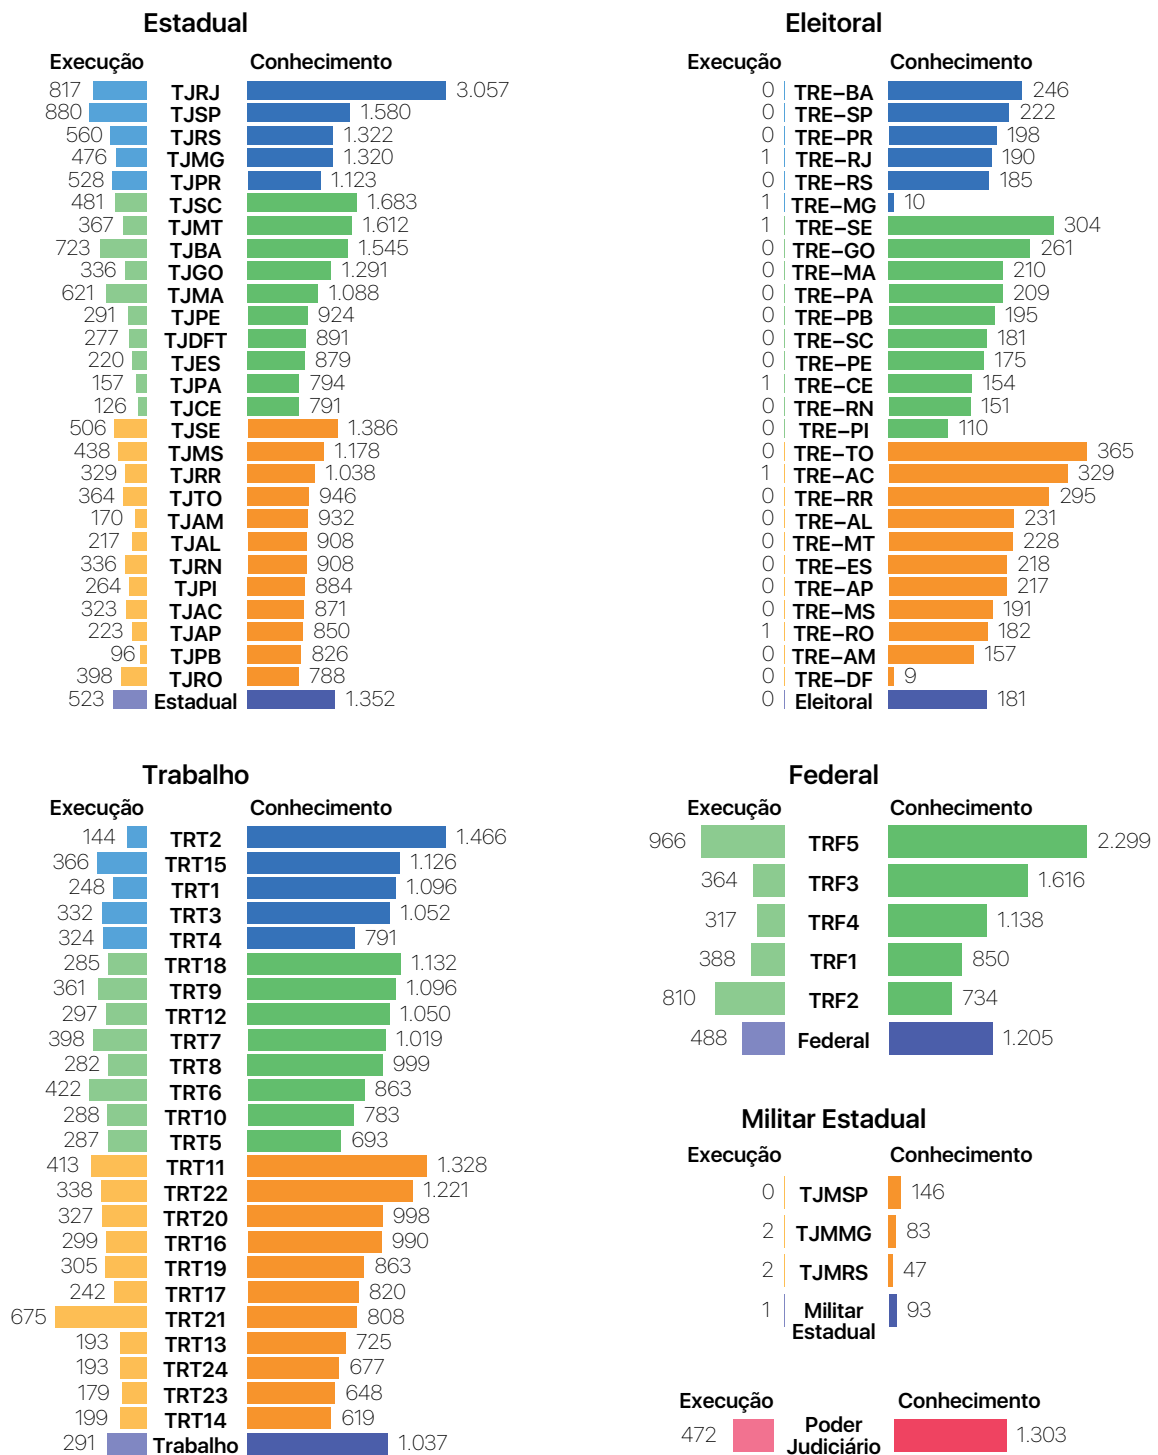 Estadual
Execução Conhecimento
817 TJRJ 3.057
880 TJSP 1.580
560 TJRS 1.322
476 TJMG 1.320
528 TJPR 1.123
481 TJSC 1.683
367 TJMT 1.612
723 TJBA 1.545
336 TJGO 1.291
621 TJMA 1.088
291 TJPE 924
277 TJDFT 891
220 TJES 879
157 TJPA 794
126 TJCE 791
506 TJSE 1.386
438 TJMS 1.178
329 TJRR 1.038
364 TJTO 946
170 TJAM 932
217 TJAL 908
336 TJRN 908
264 TJPI 884
323 TJAC 871
223 TJAP 850
96 TJPB 826
398 TJRO 788
523 Estadual 1.352
Eleitoral
Execução Conhecimento
0 TRE–BA 246
0 TRE–SP 222
0 TRE–PR 198
1 TRE–RJ 190
0 TRE–RS 185
1 TRE–MG 10
1 TRE–SE 304
0 TRE–GO 261
0 TRE–MA 210
0 TRE–PA 209
0 TRE–PB 195
0 TRE–SC 181
0 TRE–PE 175
1 TRE–CE 154
0 TRE–RN 151
0 TRE–PI 110
0 TRE–TO 365
1 TRE–AC 329
0 TRE–RR 295
0 TRE–AL 231
0 TRE–MT 228
0 TRE–ES 218
0 TRE–AP 217
0 TRE–MS 191
1 TRE–RO 182
0 TRE–AM 157
0 TRE–DF 9
0 Eleitoral 181
Trabalho
Execução Conhecimento
144 TRT2 1.466
366 TRT15 1.126
248 TRT1 1.096
332 TRT3 1.052
324 TRT4 791
285 TRT18 1.132
361 TRT9 1.096
297 TRT12 1.050
398 TRT7 1.019
282 TRT8 999
422 TRT6 863
288 TRT10 783
287 TRT5 693
413 TRT11 1.328
338 TRT22 1.221
327 TRT20 998
299 TRT16 990
305 TRT19 863
242 TRT17 820
675 TRT21 808
193 TRT13 725
193 TRT24 677
179 TRT23 648
199 TRT14 619
291 Trabalho 1.037
Federal
Execução Conhecimento
966 TRF5 2.299
364 TRF3 1.616
317 TRF4 1.138
388 TRF1 850
810 TRF2 734
488 Federal 1.205
Militar Estadual
Execução Conhecimento
0 TJMSP 146
2 TJMMG 83
2 TJMRS 47
1 Militar 93
Estadual
Execução Conhecimento
472 Poder 1.303
Judiciário